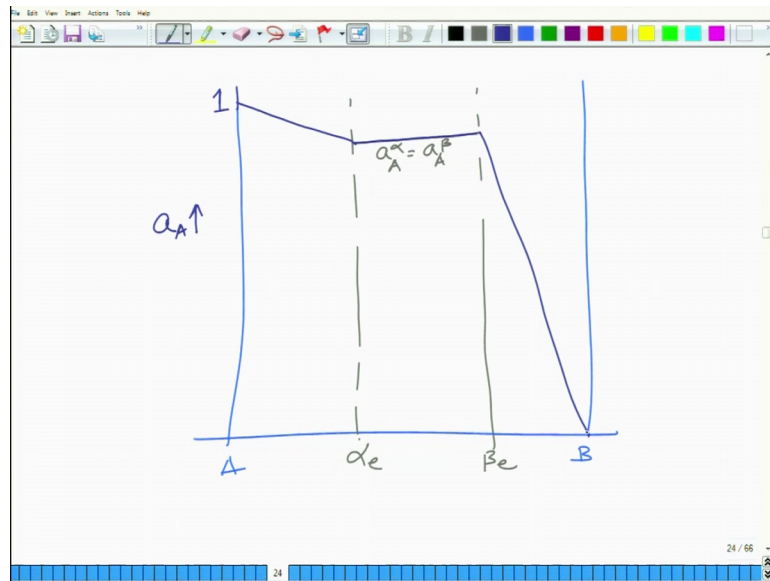 File Edit View Insert Actions Tools Help
B I
1
a_A^α = a_A^β
a_A↑
A α_e β_e B
24 / 66
24